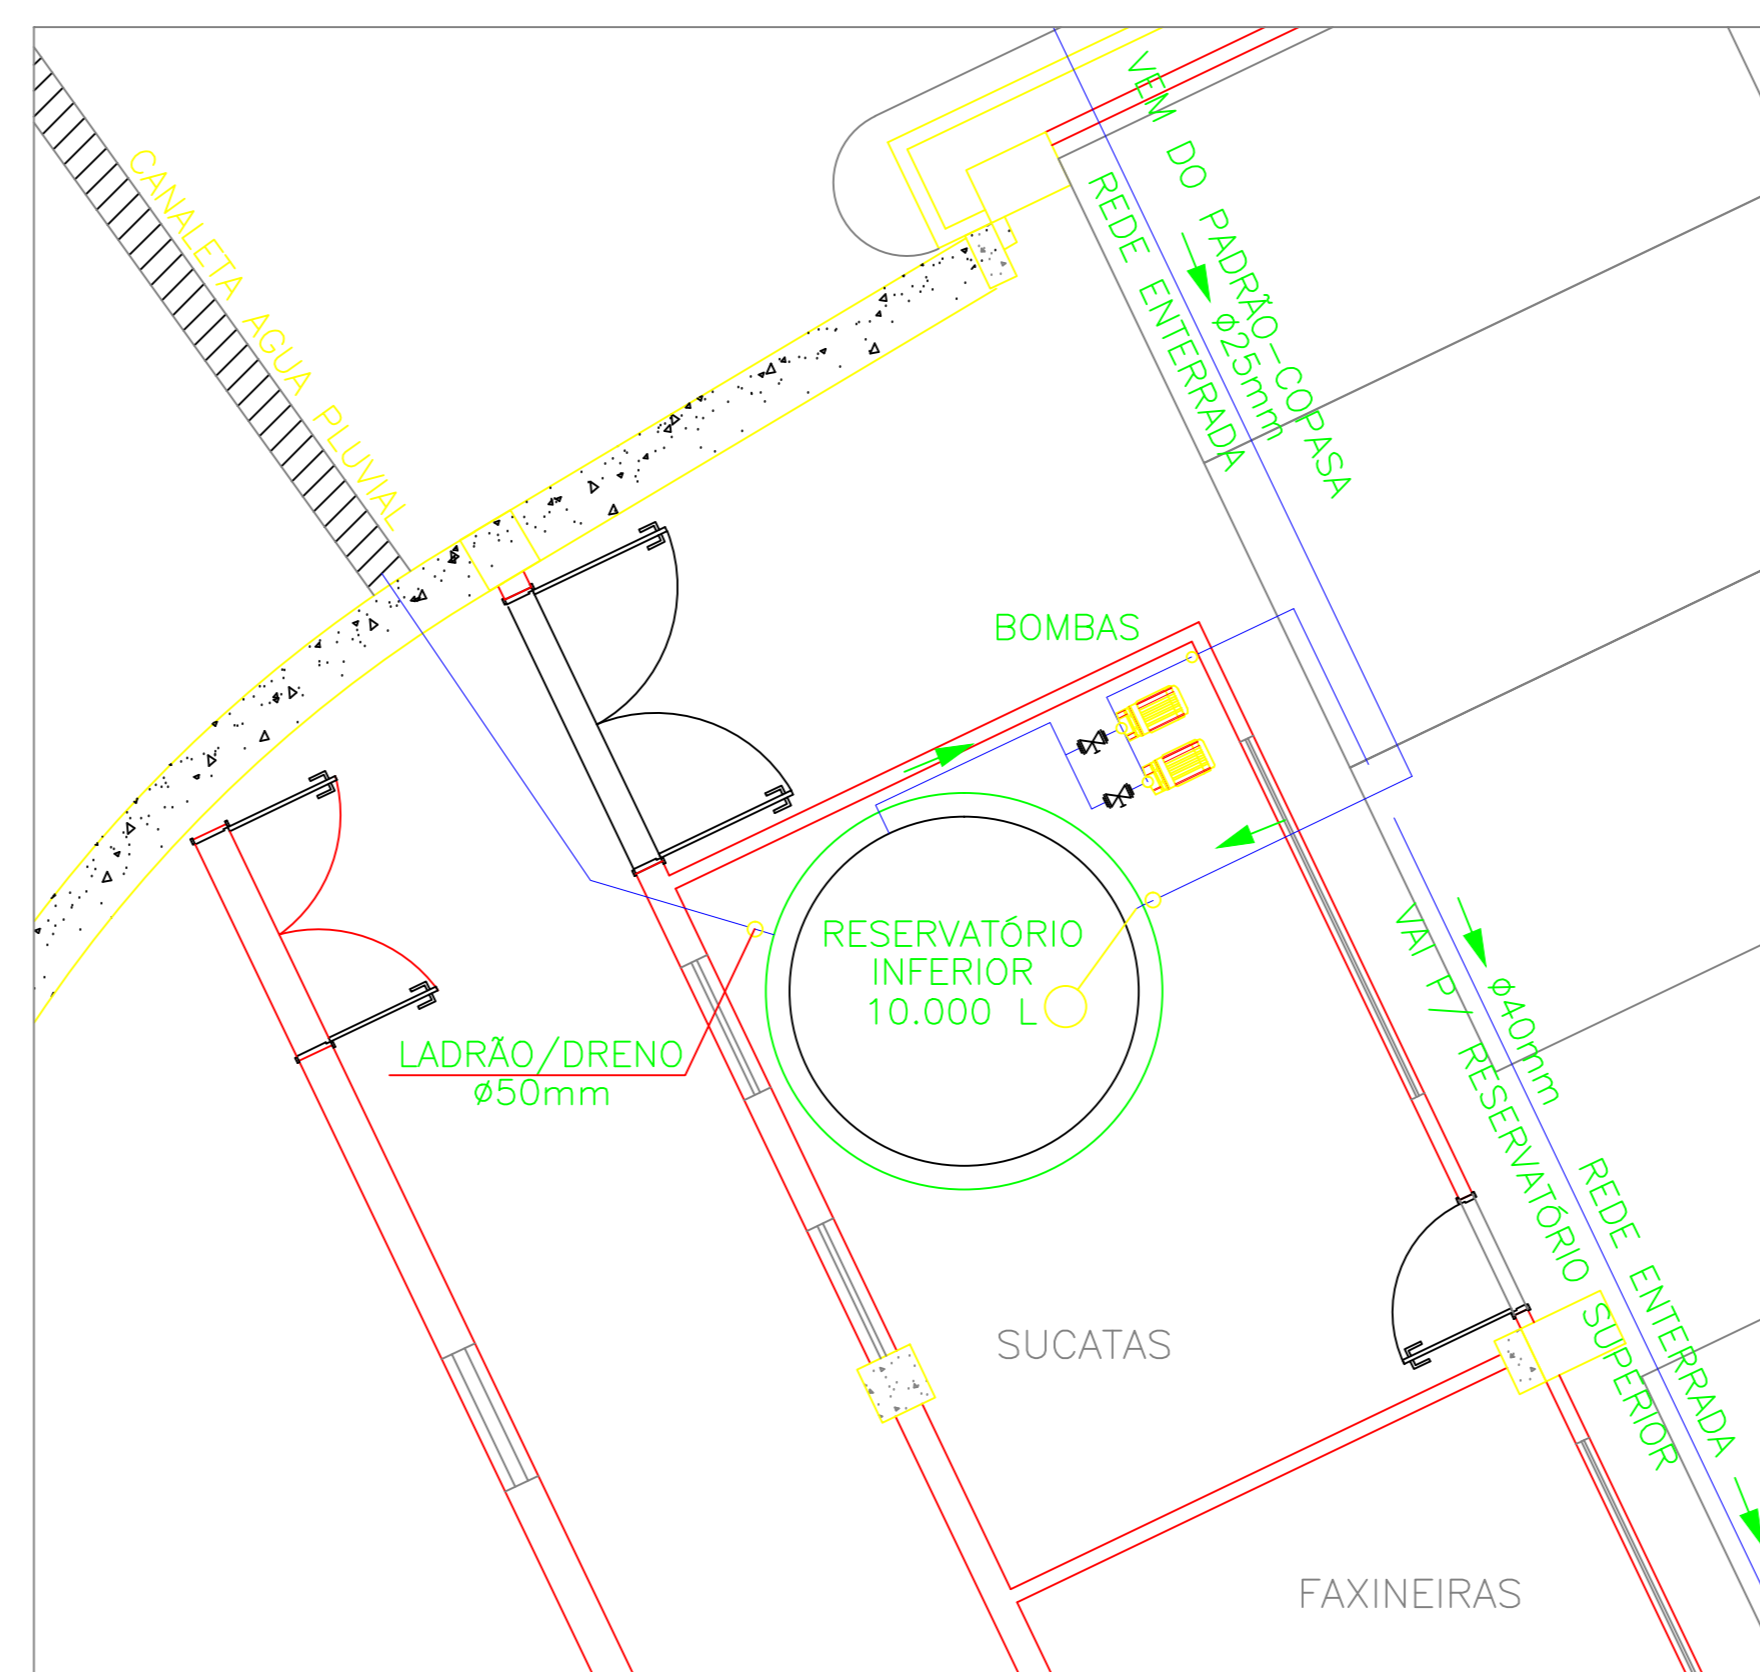 VEM DO PADRÃO-COPASA
ø25mm
REDE ENTERRADA
CANALETA AGUA PLUVIAL
BOMBAS
RESERVATÓRIO
INFERIOR
10.000 L
LADRÃO/DRENO
ø50mm
VAI P/ RESERVATÓRIO SUPERIOR
ø40mm
REDE ENTERRADA
SUCATAS
FAXINEIRAS